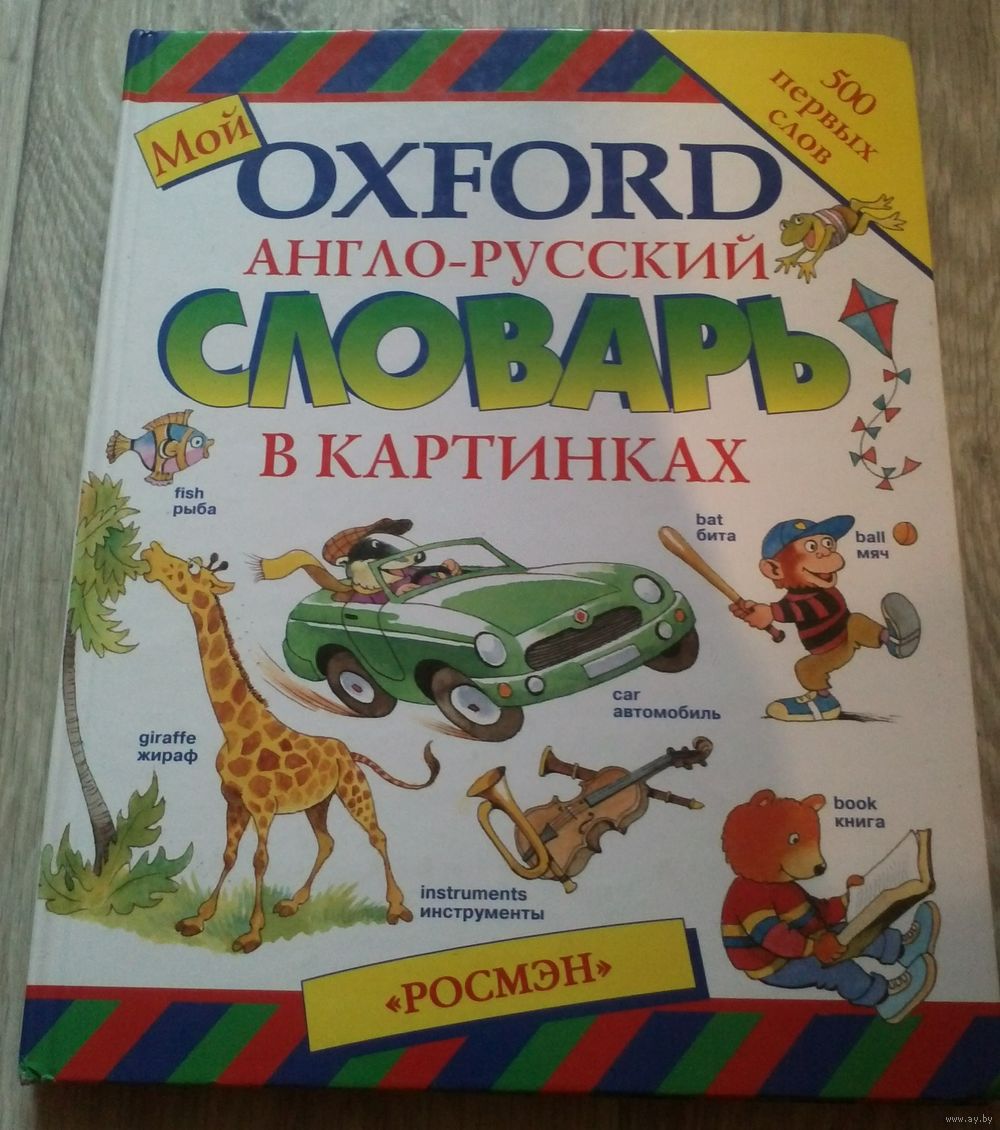 500
первых
слов
Мой
OXFORD
АНГЛО-РУССКИЙ
СЛОВАРЬ
В КАРТИНКАХ
fish
рыба
bat
бита
ball
мяч
car
автомобиль
giraffe
жираф
book
книга
instruments
инструменты
«РОСМЭН»
www.ay.by